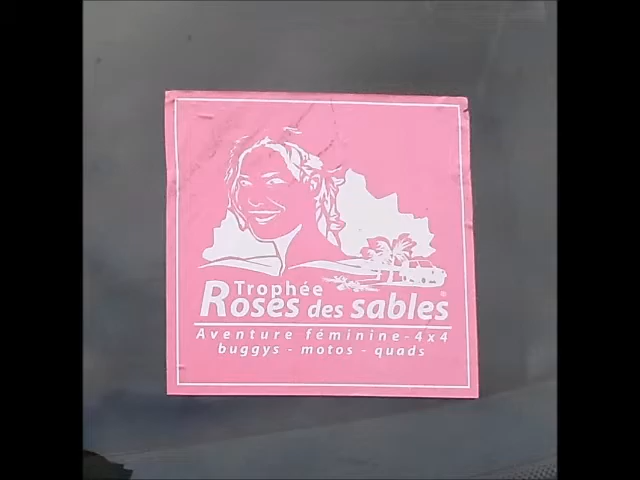 Trophée
Roses des sables®
Aventure féminine - 4x4
buggys - motos - quads